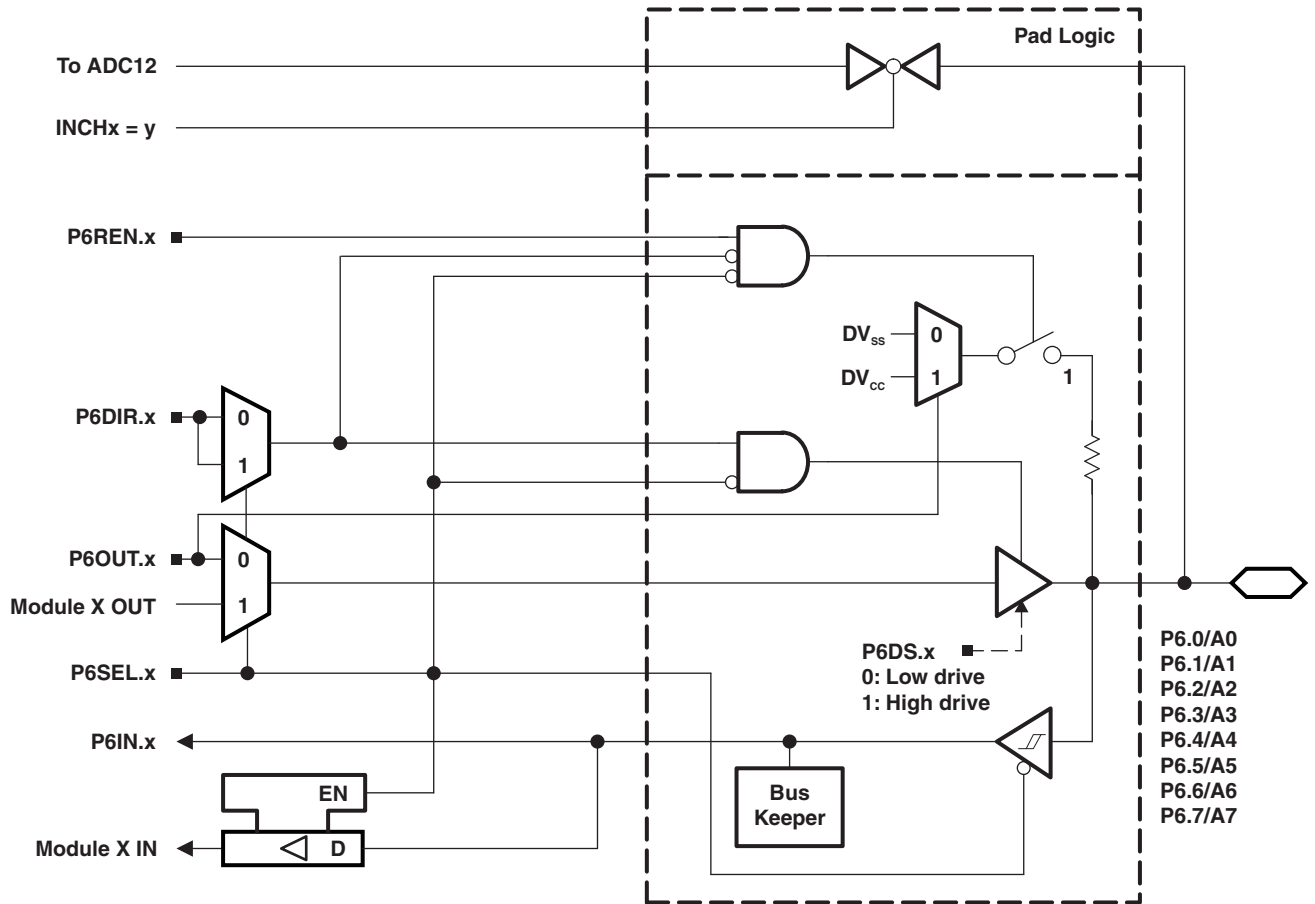 Pad Logic
To ADC12
INCHx = y
P6REN.x
DVSS
0
DVCC
1
1
P6DIR.x
0
1
P6OUT.x
0
Module X OUT
1
P6SEL.x
P6DS.x
0: Low drive
1: High drive
P6IN.x
EN
Bus
Keeper
Module X IN
D
P6.0/A0
P6.1/A1
P6.2/A2
P6.3/A3
P6.4/A4
P6.5/A5
P6.6/A6
P6.7/A7